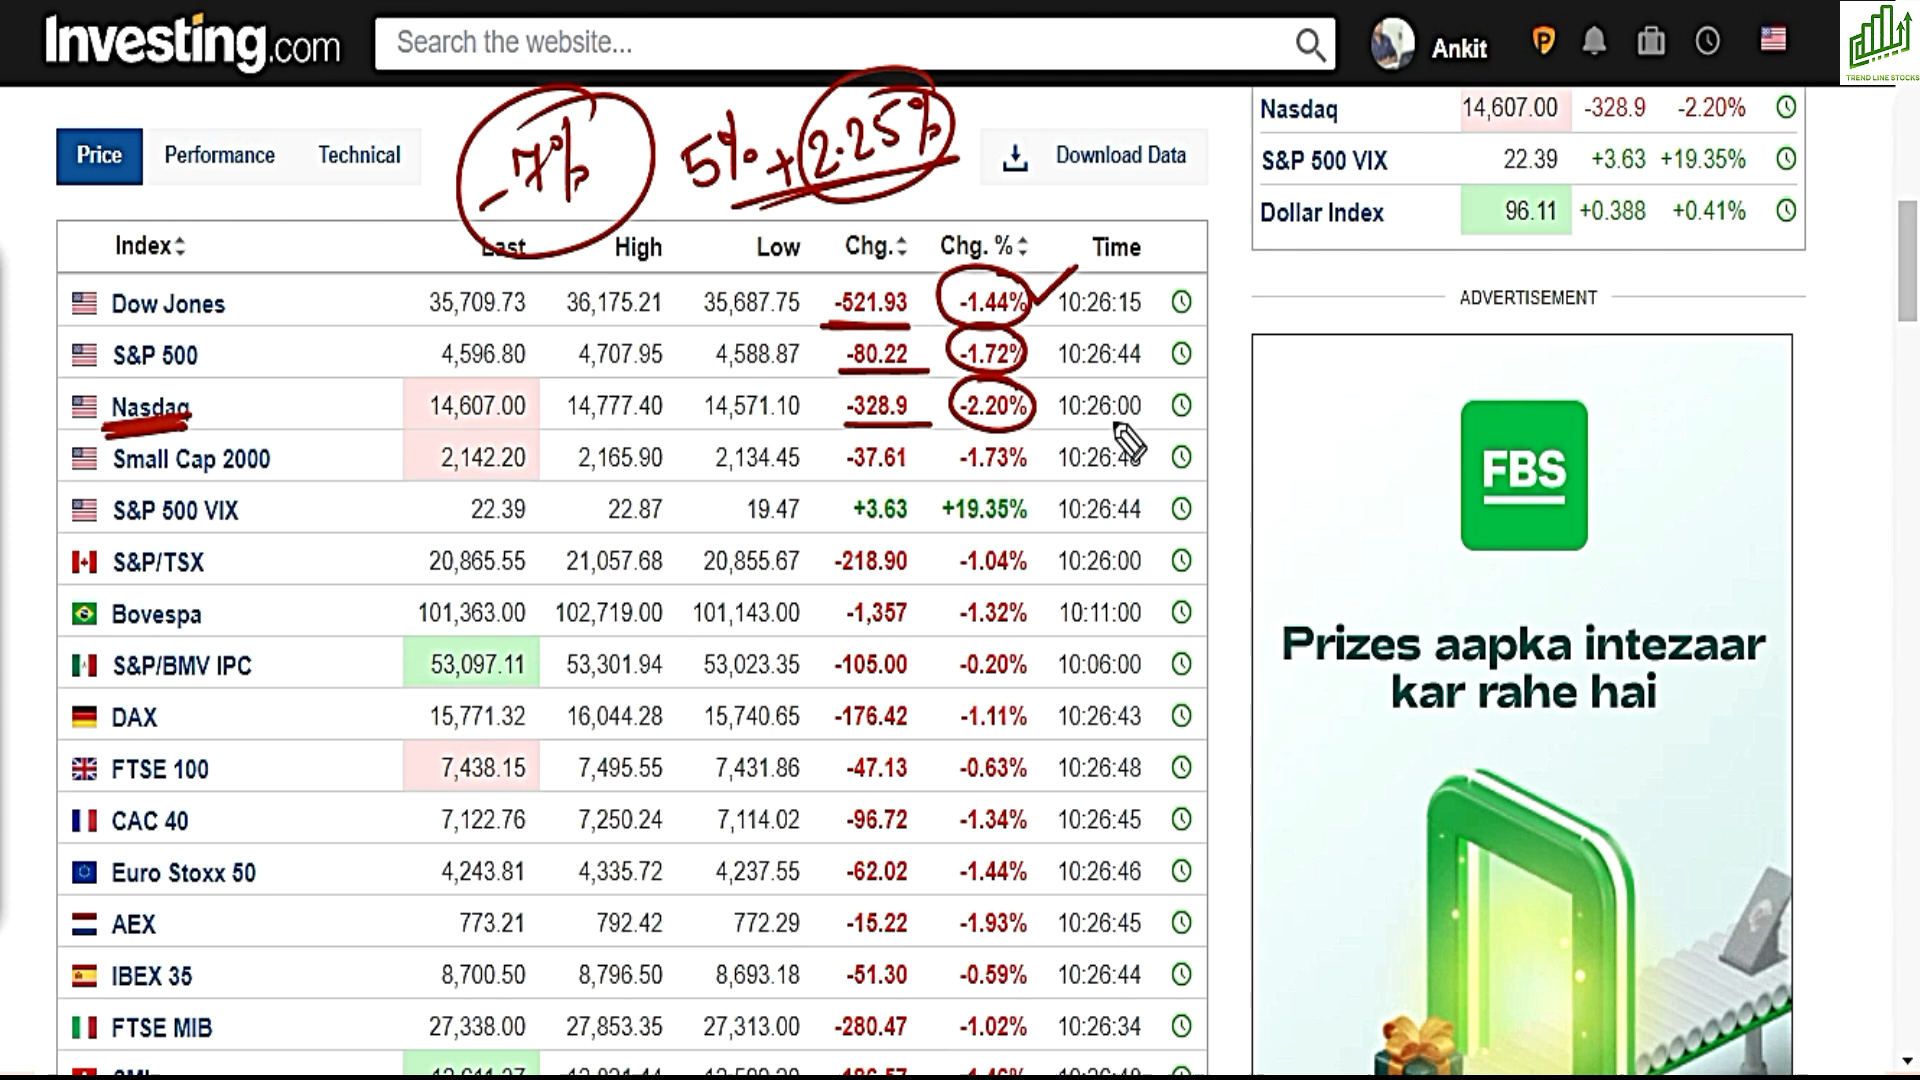 Investing.com
Search the website...
Ankit
P
TREND LINE STOCKS
-7%
5% + 2.25%
Price Performance Technical
Download Data
Index Last High Low Chg. Chg. % Time
Dow Jones 35,709.73 36,175.21 35,687.75 -521.93 -1.44% 10:26:15
S&P 500 4,596.80 4,707.95 4,588.87 -80.22 -1.72% 10:26:44
Nasdaq 14,607.00 14,777.40 14,571.10 -328.9 -2.20% 10:26:00
Small Cap 2000 2,142.20 2,165.90 2,134.45 -37.61 -1.73%
S&P 500 VIX 22.39 22.87 19.47 +3.63 +19.35% 10:26:44
S&P/TSX 20,865.55 21,057.68 20,855.67 -218.90 -1.04% 10:26:00
Bovespa 101,363.00 102,719.00 101,143.00 -1,357 -1.32% 10:11:00
S&P/BMV IPC 53,097.11 53,301.94 53,023.35 -105.00 -0.20% 10:06:00
DAX 15,771.32 16,044.28 15,740.65 -176.42 -1.11% 10:26:43
FTSE 100 7,438.15 7,495.55 7,431.86 -47.13 -0.63% 10:26:48
CAC 40 7,122.76 7,250.24 7,114.02 -96.72 -1.34% 10:26:45
Euro Stoxx 50 4,243.81 4,335.72 4,237.55 -62.02 -1.44% 10:26:46
AEX 773.21 792.42 772.29 -15.22 -1.93% 10:26:45
IBEX 35 8,700.50 8,796.50 8,693.18 -51.30 -0.59% 10:26:44
FTSE MIB 27,338.00 27,853.35 27,313.00 -280.47 -1.02% 10:26:34
Nasdaq 14,607.00 -328.9 -2.20%
S&P 500 VIX 22.39 +3.63 +19.35%
Dollar Index 96.11 +0.388 +0.41%
ADVERTISEMENT
FBS
Prizes aapka intezaar
kar rahe hai